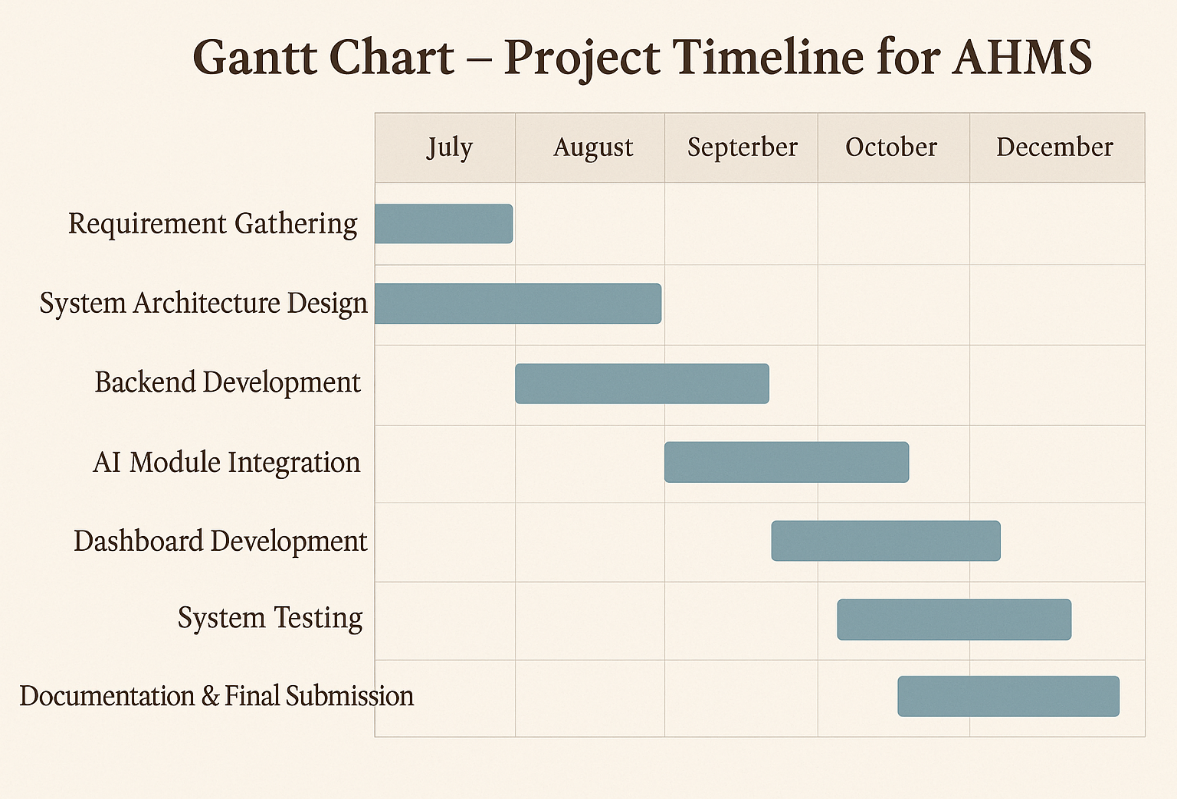 Gantt Chart – Project Timeline for AHMS
July August Septerber October December
Requirement Gathering
System Architecture Design
Backend Development
AI Module Integration
Dashboard Development
System Testing
Documentation & Final Submission